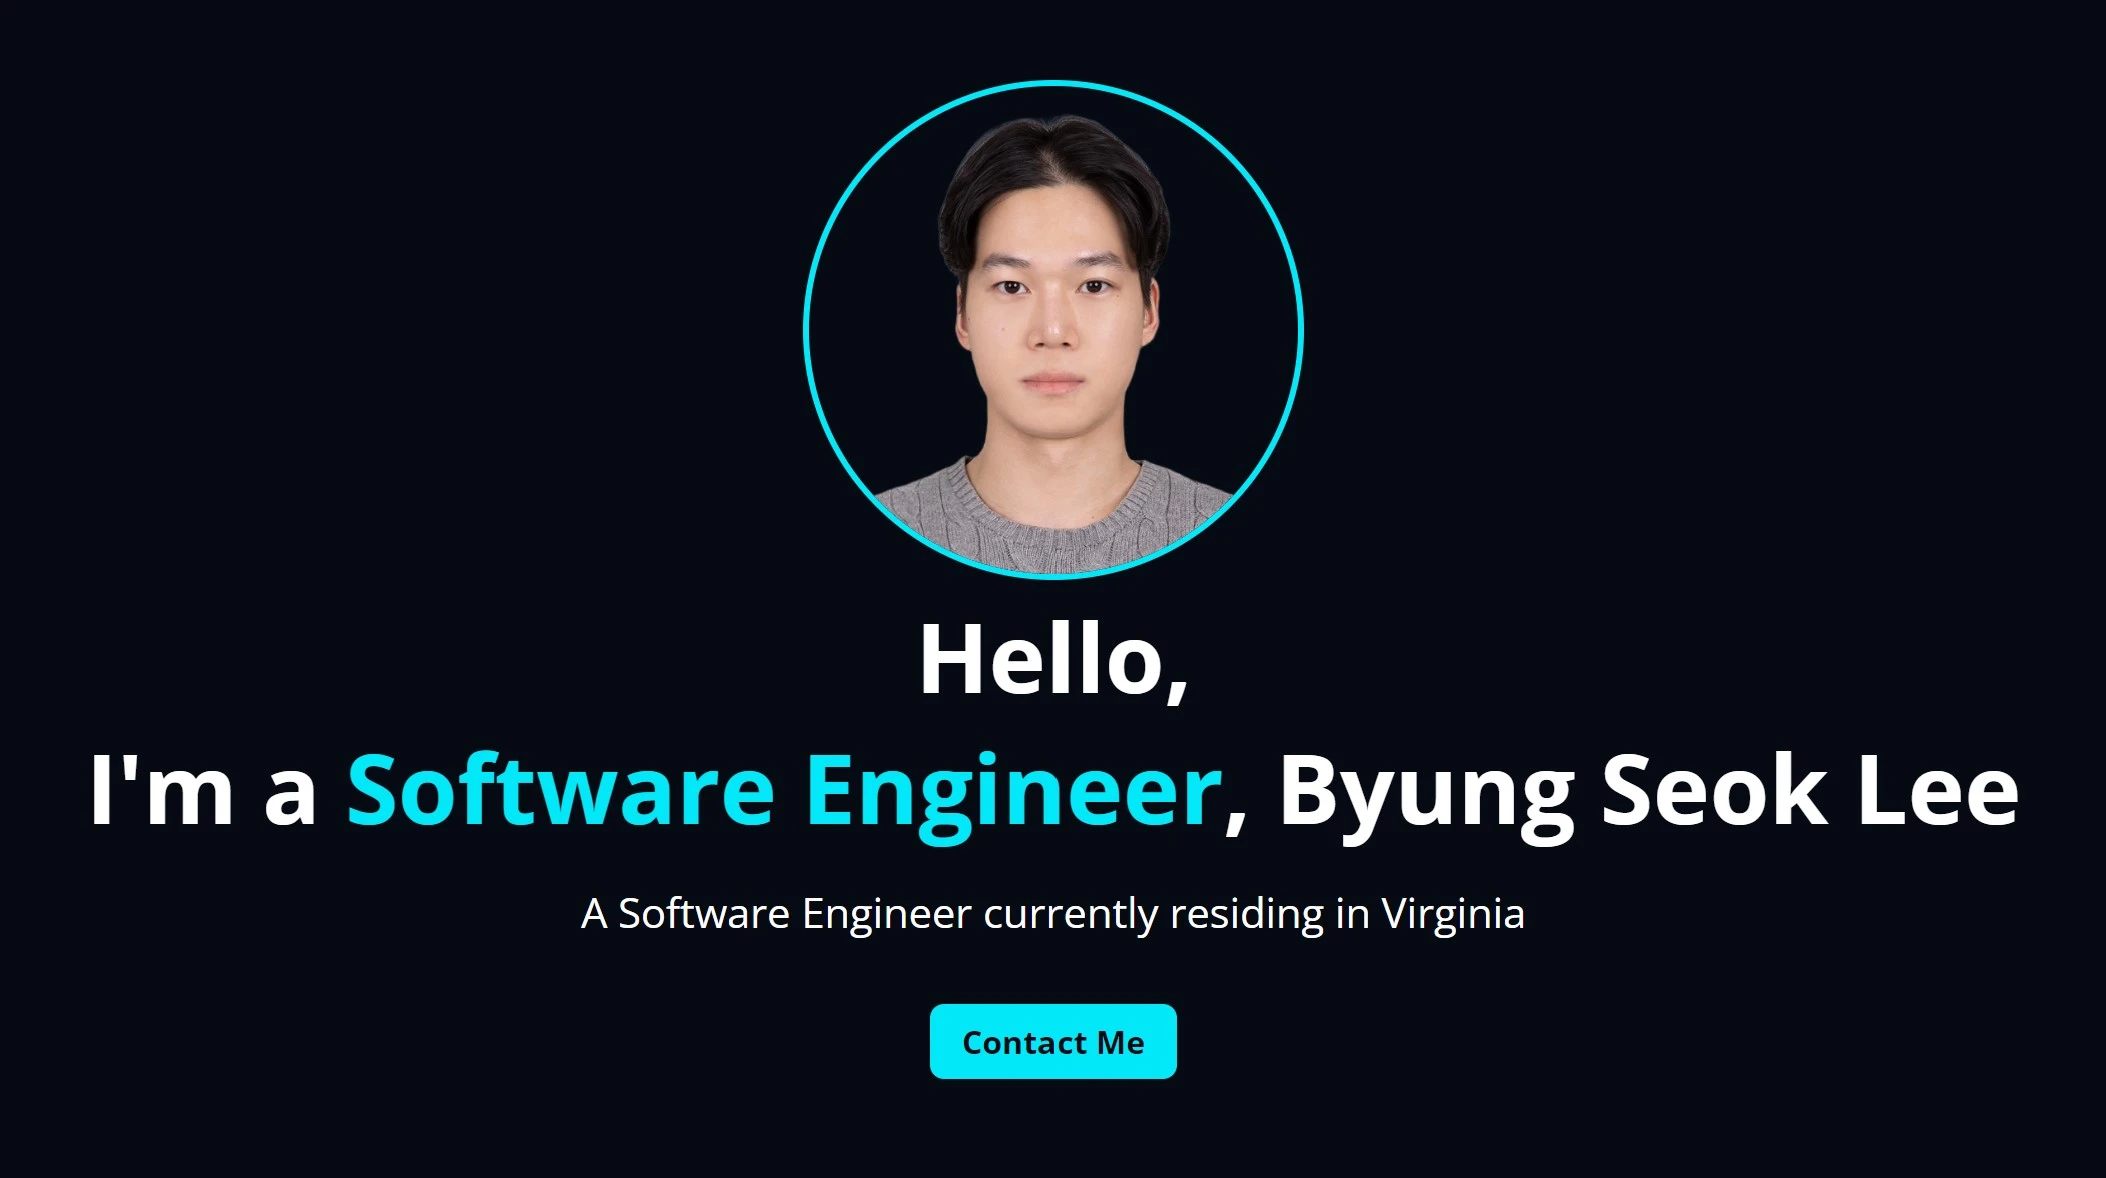 Hello,
I'm a Software Engineer, Byung Seok Lee
A Software Engineer currently residing in Virginia
Contact Me